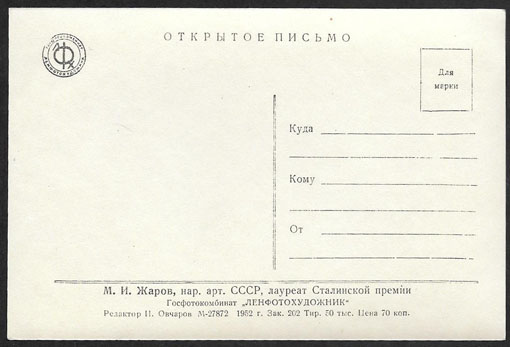 ОТКРЫТОЕ ПИСЬМО
Для
марки
Куда
Кому
От
М. И. Жаров, нар. арт. СССР, лауреат Сталинской премии
Госфотокомбинат „ЛЕНФОТОХУДОЖНИК"
Редактор И. Овчаров М-27872 1952 г. Зак. 202 Тир. 50 тыс. Цена 70 коп.